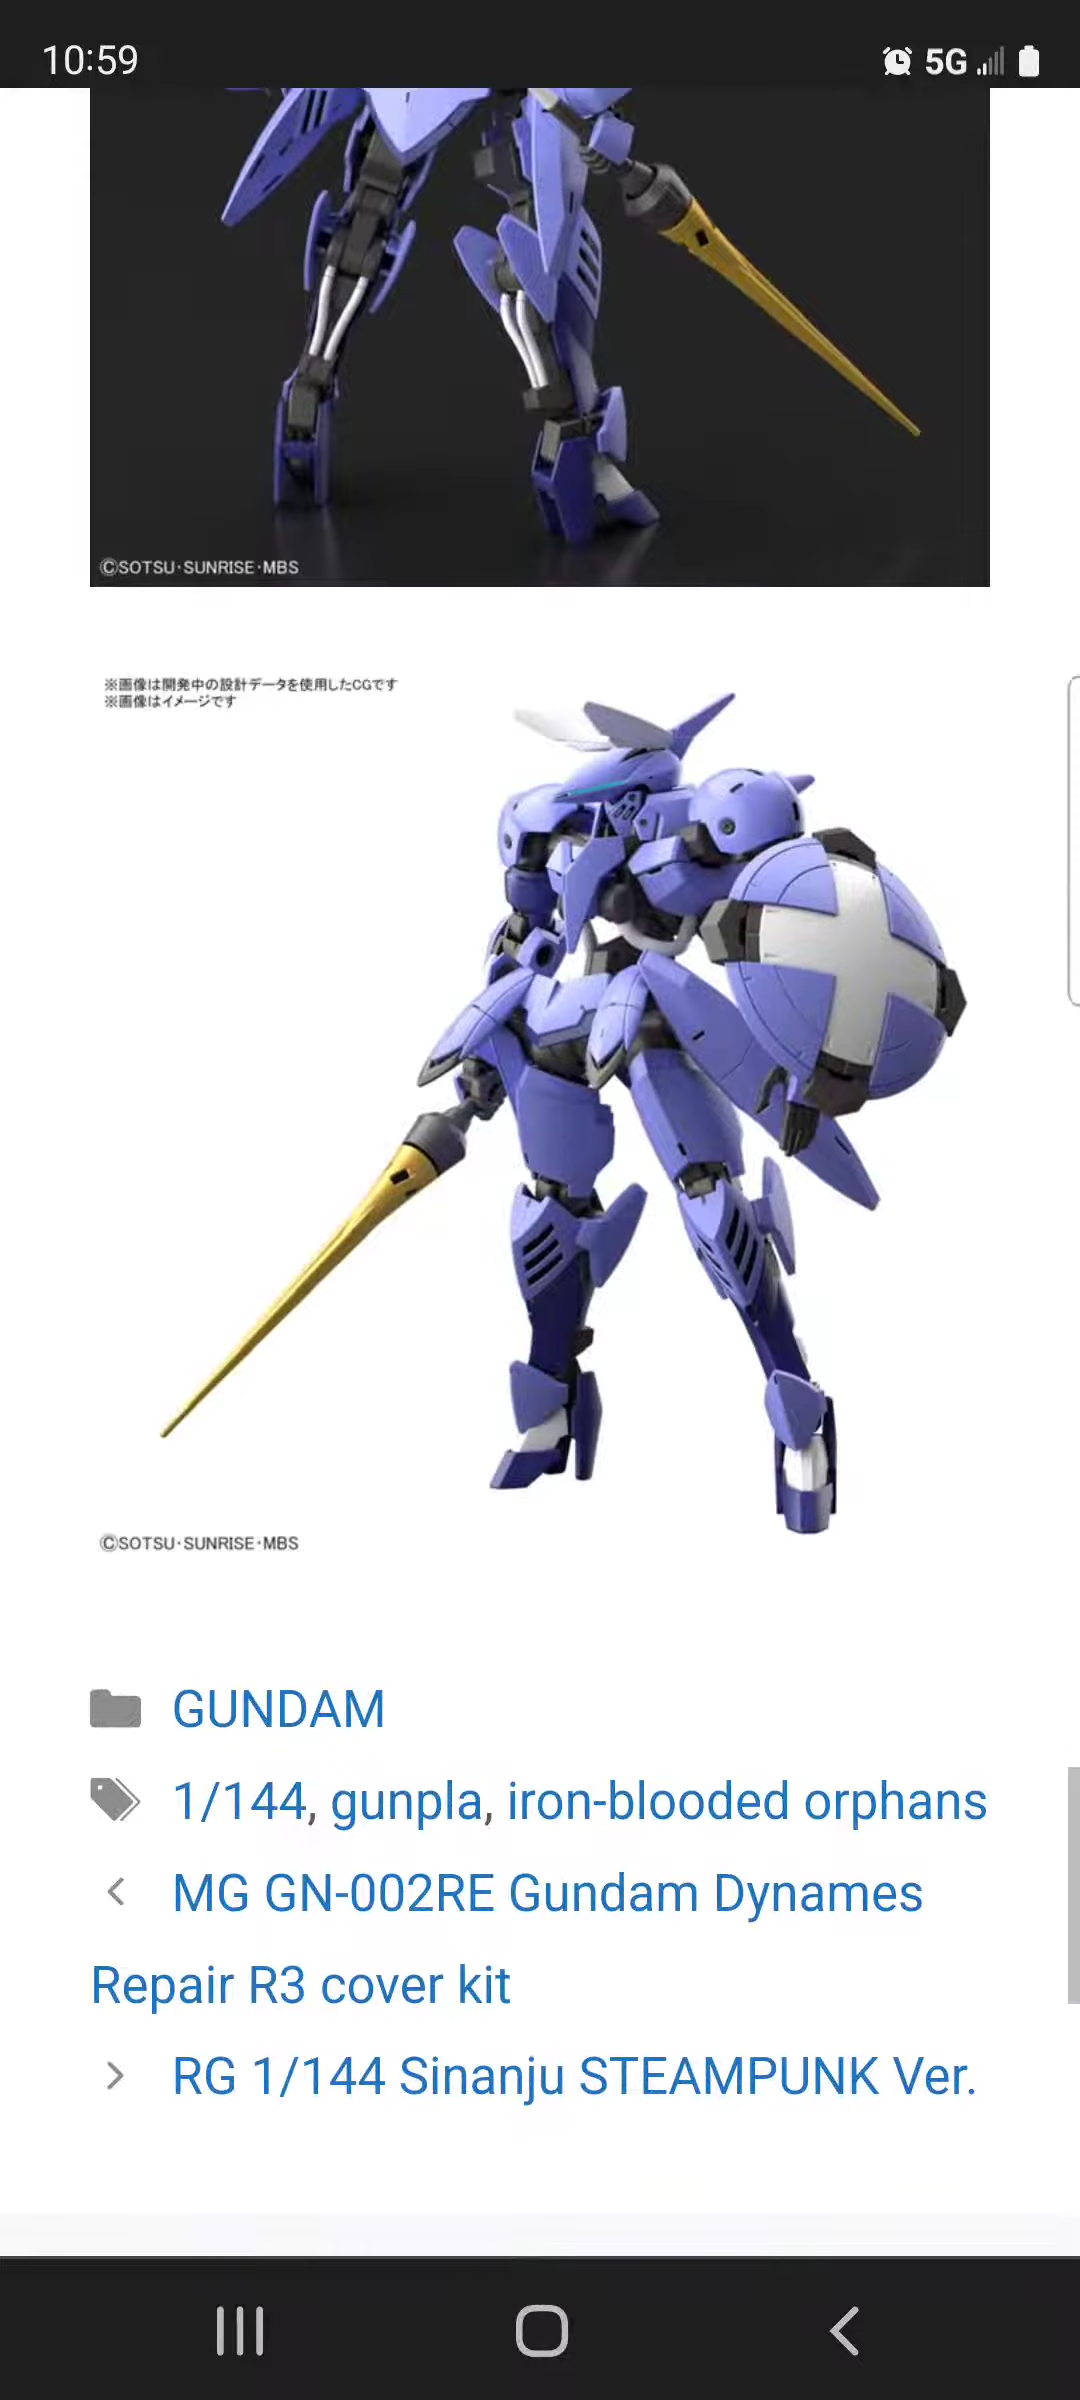 10:59
5G
©SOTSU·SUNRISE·MBS
※画像は開発中の設計データを使用したCGです
※画像はイメージです
©SOTSU·SUNRISE·MBS
GUNDAM
1/144, gunpla, iron-blooded orphans
MG GN-002RE Gundam Dynames
Repair R3 cover kit
RG 1/144 Sinanju STEAMPUNK Ver.